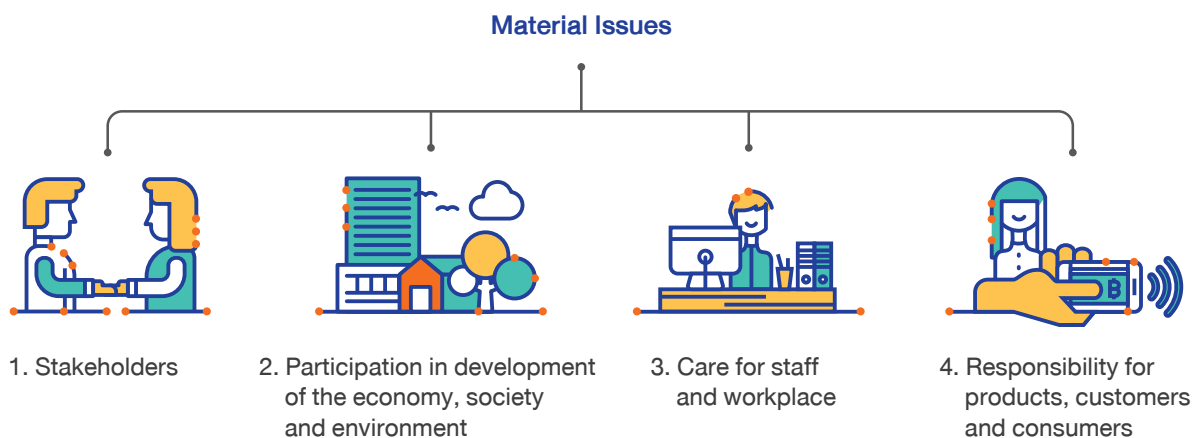 Material Issues
1. Stakeholders
2. Participation in development
of the economy, society
and environment
3. Care for staff
and workplace
4. Responsibility for
products, customers
and consumers